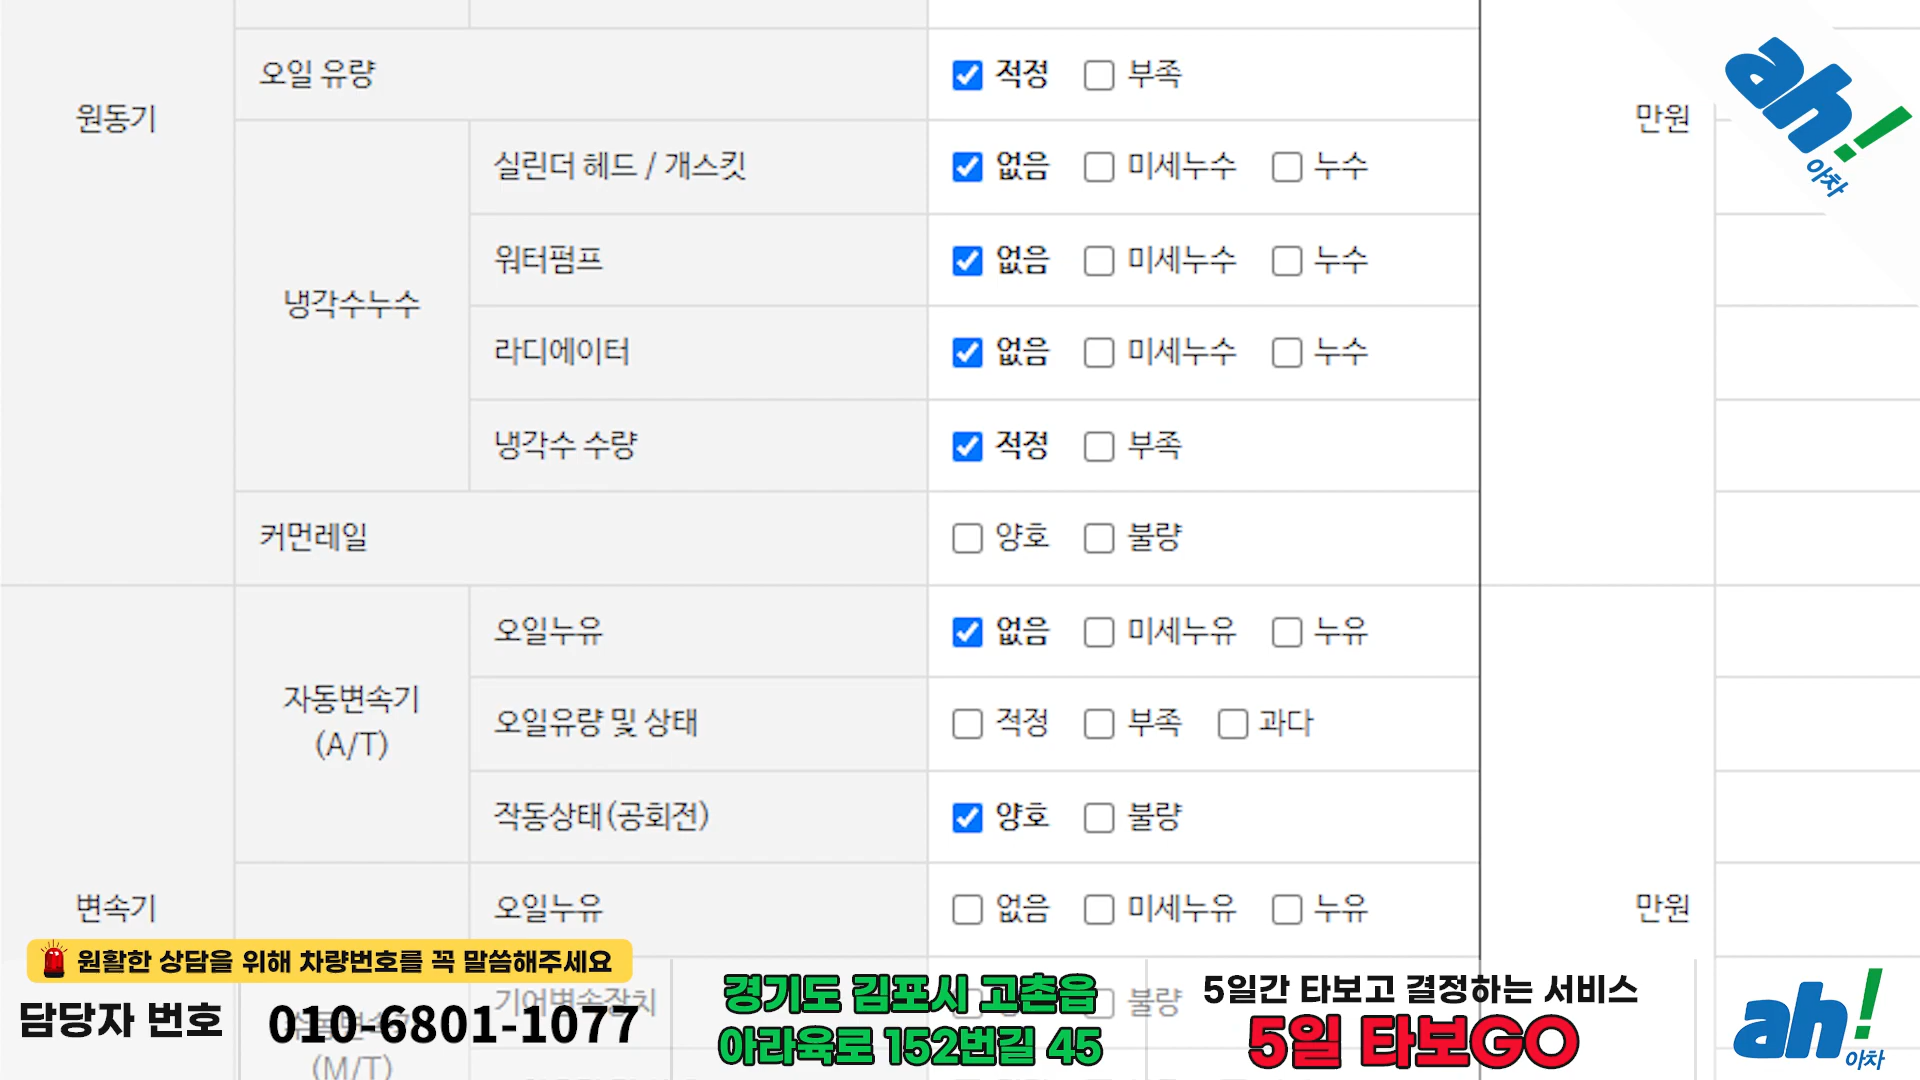 원동기
오일 유량
적정 부족
만원
냉각수누수
실린더 헤드 / 개스킷
없음 미세누수 누수
워터펌프
없음 미세누수 누수
라디에이터
없음 미세누수 누수
냉각수 수량
적정 부족
커먼레일
양호 불량
변속기
자동변속기
(A/T)
오일누유
없음 미세누유 누유
오일유량 및 상태
적정 부족 과다
작동상태(공회전)
양호 불량
오일누유
없음 미세누유 누유
만원
기어변속장치
불량
(M/T)
ah!
아차
원활한 상담을 위해 차량번호를 꼭 말씀해주세요
담당자 번호 010-6801-1077
경기도 김포시 고촌읍
아라육로 152번길 45
5일간 타보고 결정하는 서비스
5일 타보GO
ah!
아차